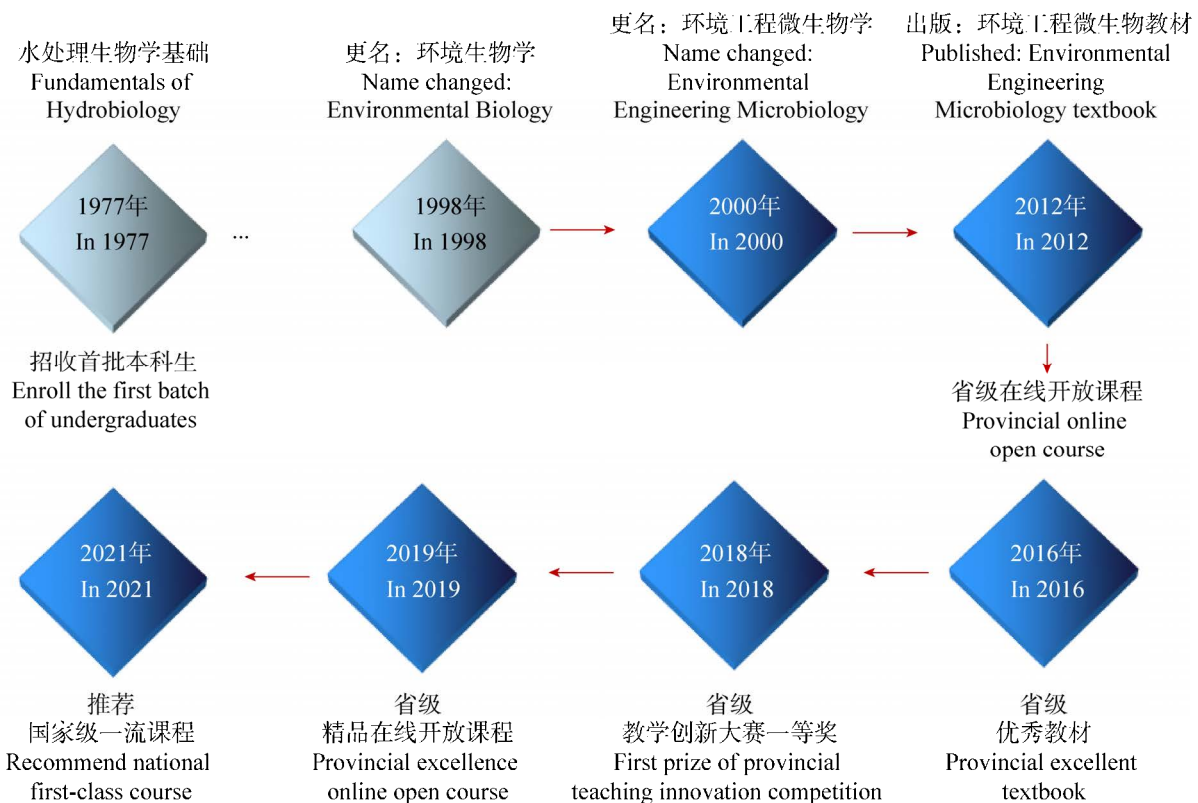 水处理生物学基础
Fundamentals of
Hydrobiology
1977年
In 1977
招收首批本科生
Enroll the first batch
of undergraduates
...
更名：环境生物学
Name changed:
Environmental Biology
1998年
In 1998
更名：环境工程微生物学
Name changed:
Environmental
Engineering Microbiology
2000年
In 2000
出版：环境工程微生物教材
Published: Environmental
Engineering
Microbiology textbook
2012年
In 2012
省级在线开放课程
Provincial online
open course
2016年
In 2016
省级
优秀教材
Provincial excellent
textbook
2018年
In 2018
省级
教学创新大赛一等奖
First prize of provincial
teaching innovation competition
2019年
In 2019
省级
精品在线开放课程
Provincial excellence
online open course
2021年
In 2021
推荐
国家级一流课程
Recommend national
first-class course